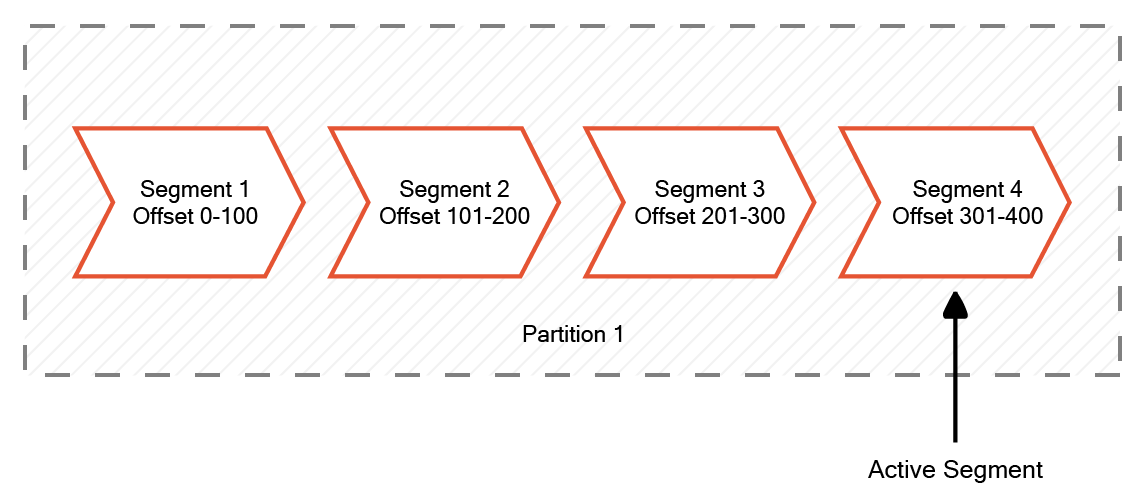 Segment 1
Offset 0-100
Segment 2
Offset 101-200
Segment 3
Offset 201-300
Segment 4
Offset 301-400
Partition 1
Active Segment